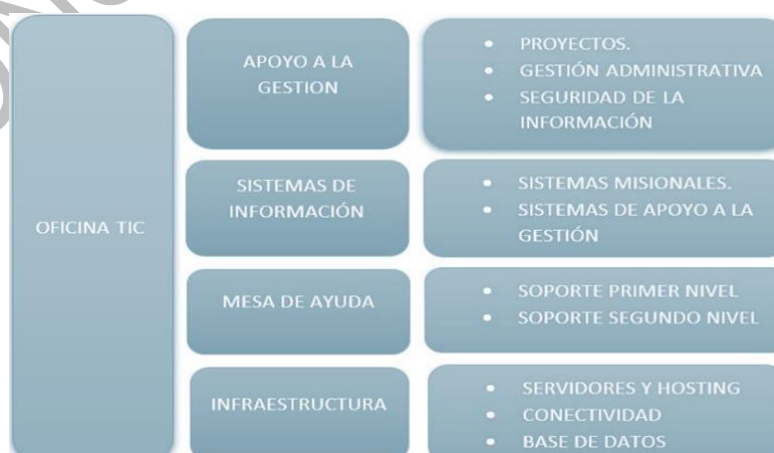 OFICINA TIC
APOYO A LA
GESTION
• PROYECTOS.
• GESTIÓN ADMINISTRATIVA
• SEGURIDAD DE LA
INFORMACIÓN
SISTEMAS DE
INFORMACIÓN
• SISTEMAS MISIONALES.
• SISTEMAS DE APOYO A LA
GESTIÓN
MESA DE AYUDA
• SOPORTE PRIMER NIVEL
• SOPORTE SEGUNDO NIVEL
INFRAESTRUCTURA
• SERVIDORES Y HOSTING
• CONECTIVIDAD
• BASE DE DATOS